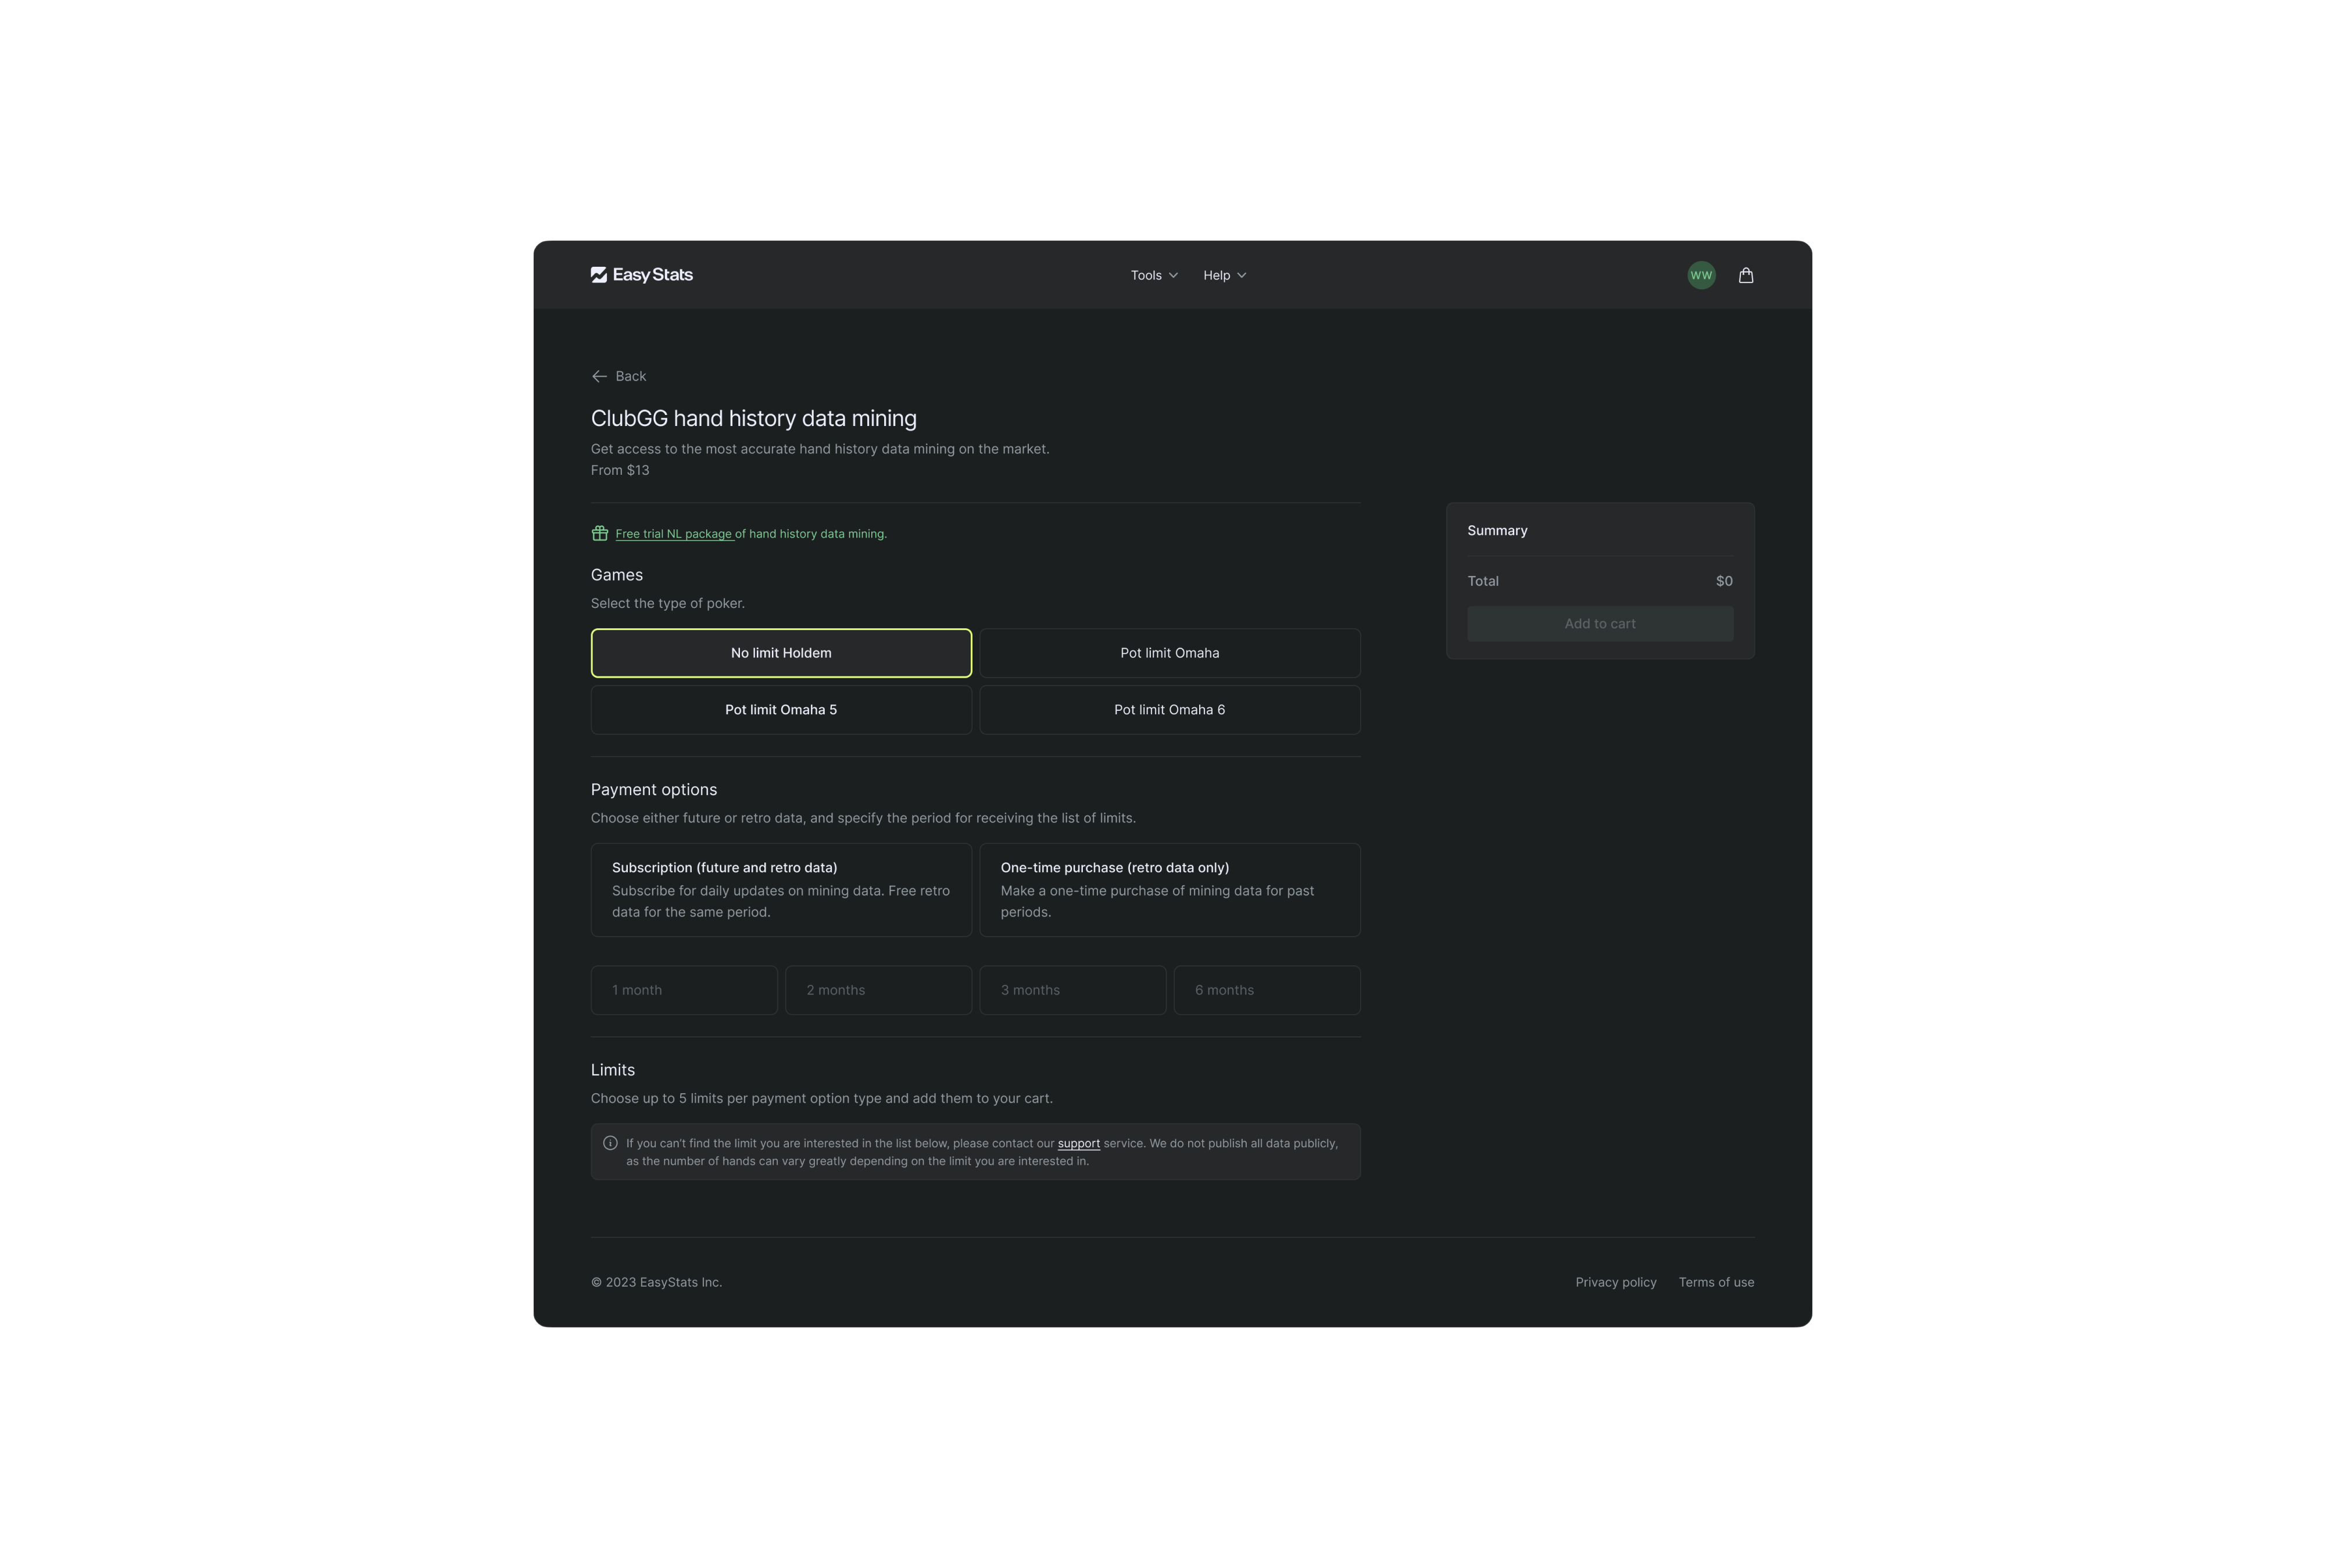 EasyStats
Tools
Help
WW
Back
ClubGG hand history data mining
Get access to the most accurate hand history data mining on the market.
From $13
Free trial NL package of hand history data mining.
Games
Select the type of poker.
No limit Holdem
Pot limit Omaha
Pot limit Omaha 5
Pot limit Omaha 6
Payment options
Choose either future or retro data, and specify the period for receiving the list of limits.
Subscription (future and retro data)
Subscribe for daily updates on mining data. Free retro
data for the same period.
One-time purchase (retro data only)
Make a one-time purchase of mining data for past
periods.
1 month
2 months
3 months
6 months
Limits
Choose up to 5 limits per payment option type and add them to your cart.
If you can't find the limit you are interested in the list below, please contact our support service. We do not publish all data publicly,
as the number of hands can vary greatly depending on the limit you are interested in.
Summary
Total
$0
Add to cart
© 2023 EasyStats Inc.
Privacy policy
Terms of use